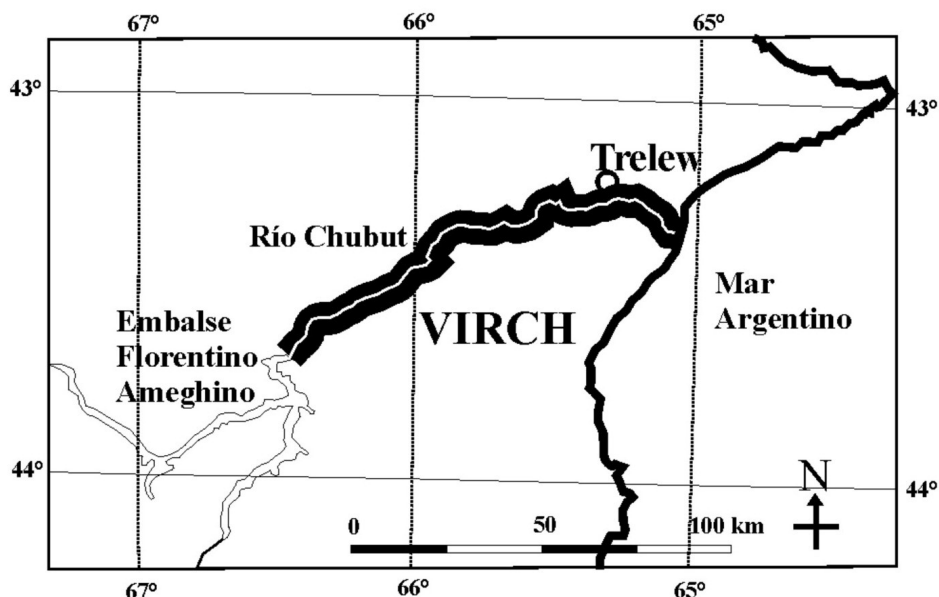 67°
66°
65°
43°
43°
Trelew
Río Chubut
Mar
Argentino
Embalse
Florentino
Ameghino
VIRCH
44°
44°
N
0
50
100 km
67°
66°
65°